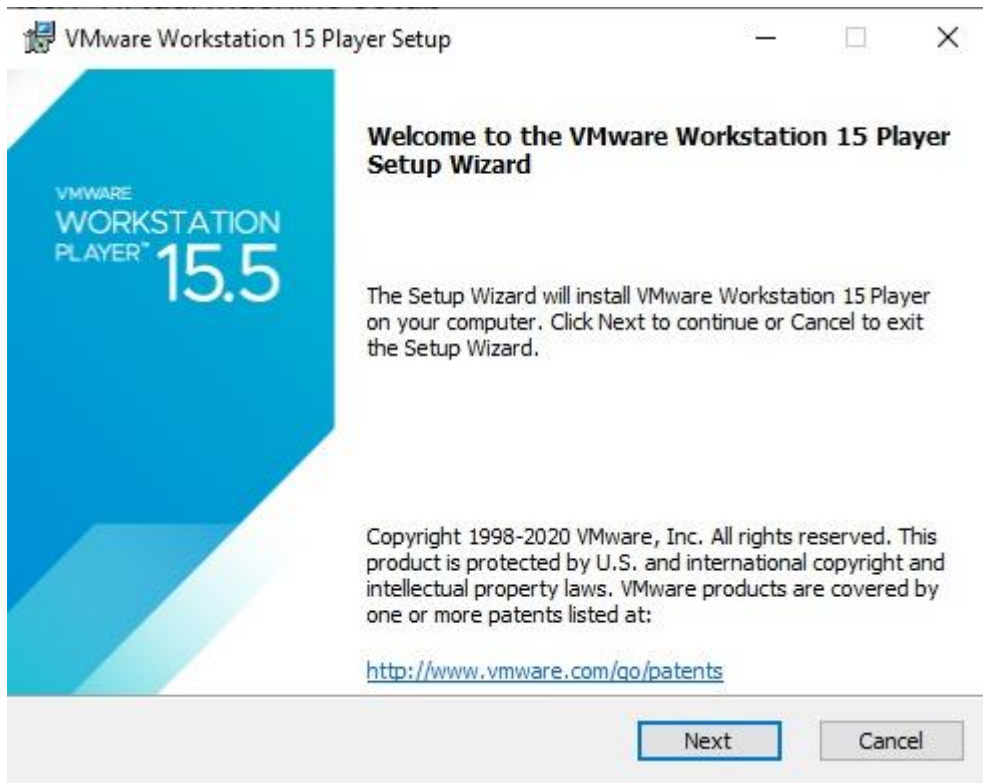 VMware Workstation 15 Player Setup
Welcome to the VMware Workstation 15 Player
Setup Wizard
VMWARE
WORKSTATION
PLAYER™ 15.5
The Setup Wizard will install VMware Workstation 15 Player
on your computer. Click Next to continue or Cancel to exit
the Setup Wizard.
Copyright 1998-2020 VMware, Inc. All rights reserved. This
product is protected by U.S. and international copyright and
intellectual property laws. VMware products are covered by
one or more patents listed at:
http://www.vmware.com/go/patents
Next
Cancel